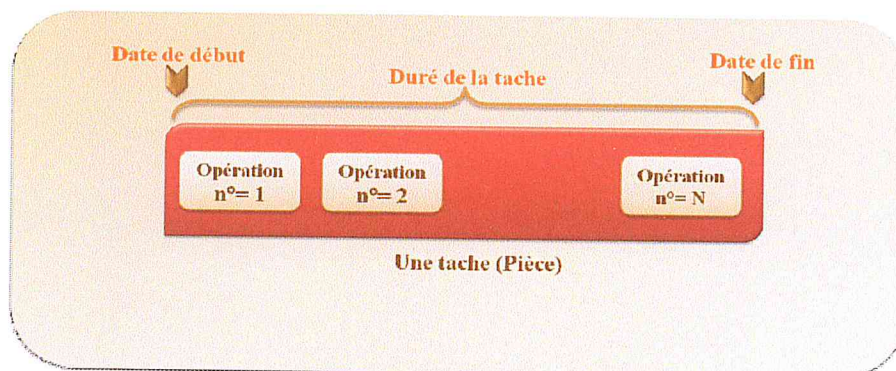 Date de début
Date de fin
Duré de la tache
Opération
n°= 1
Opération
n°= 2
Opération
n°= N
Une tache (Pièce)